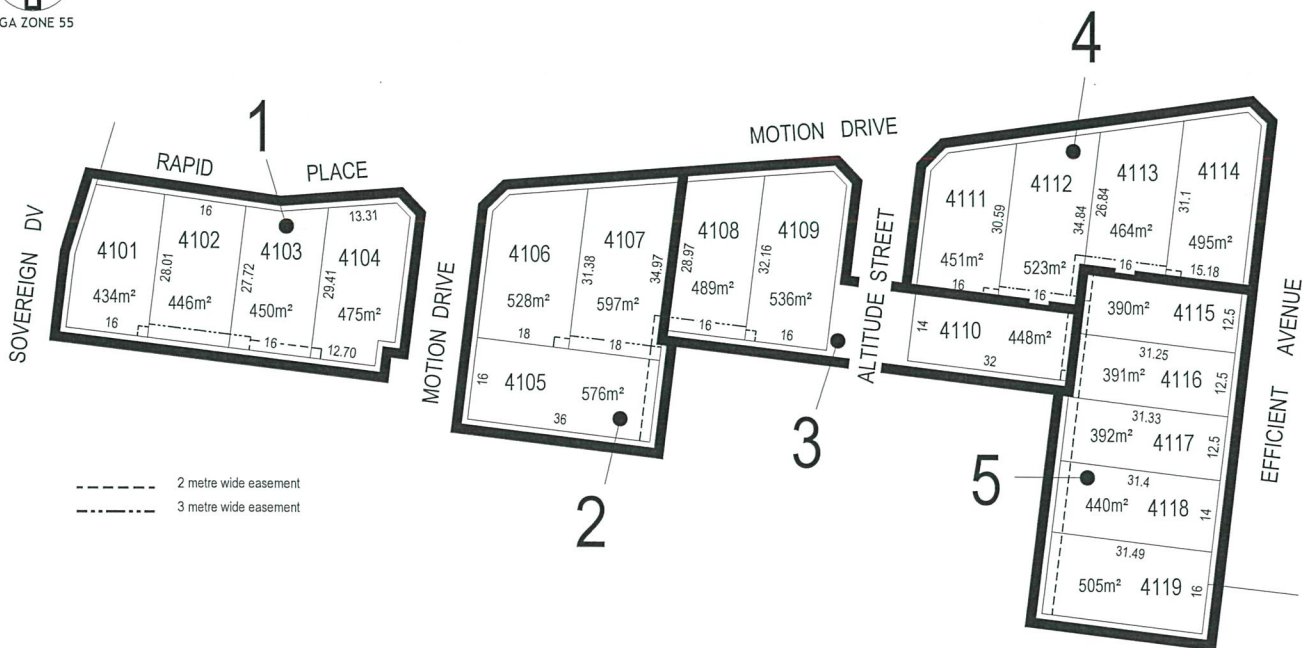 GA ZONE 55
1
RAPID PLACE
SOVEREIGN DV
4101
434m²
16
28.01
16
4102
446m²
27.72
4103
450m²
16
29.41
13.31
4104
475m²
12.70
MOTION DRIVE
4106
528m²
18
31.38
4107
597m²
18
34.97
16
4105
576m²
36
2
MOTION DRIVE
28.97
4108
489m²
16
32.16
4109
536m²
16
3
ALTITUDE STREET
4
4111
451m²
16
30.59
4112
523m²
16
34.84
26.84
4113
464m²
16
31.1
4114
495m²
15.18
14
4110
448m²
32
390m² 4115
12.5
31.25
391m² 4116
12.5
31.33
392m² 4117
12.5
5
31.4
440m² 4118
14
31.49
505m² 4119
16
EFFICIENT AVENUE
2 metre wide easement
3 metre wide easement